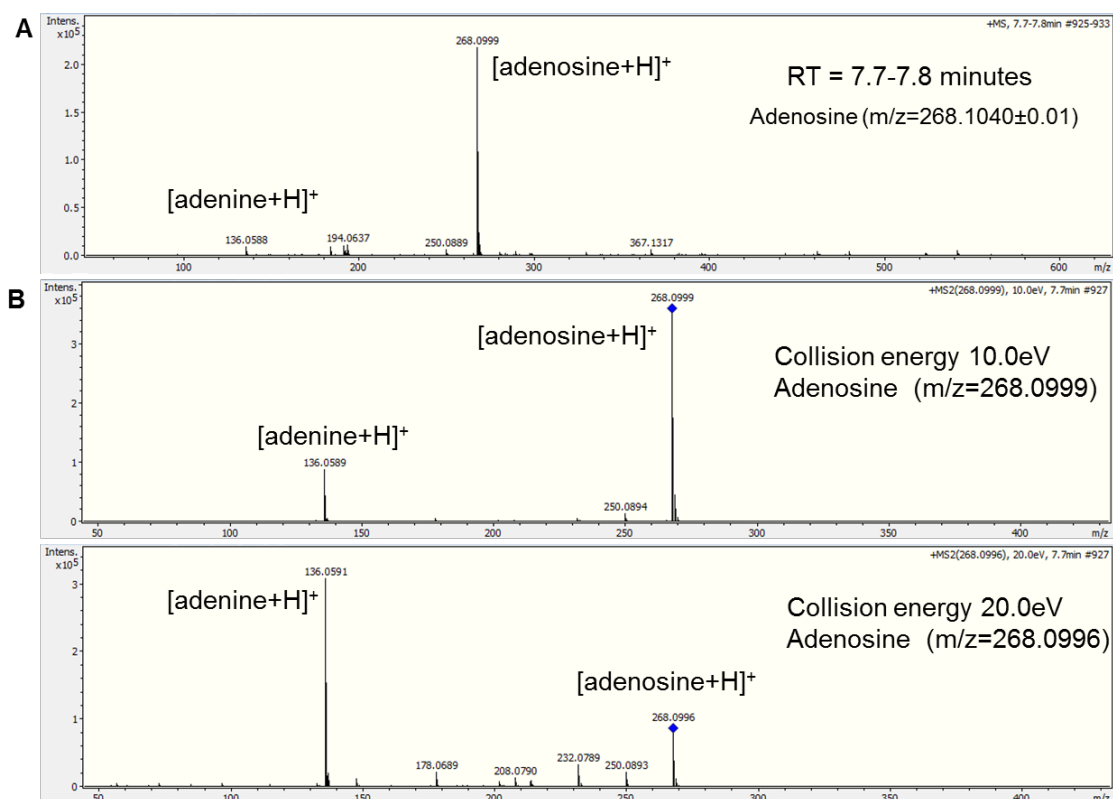 A
Intens.
x10⁵
+MS, 7.7-7.8min #925-933
268.0999
[adenosine+H]⁺
RT = 7.7-7.8 minutes
Adenosine (m/z=268.1040±0.01)
2.0
1.5
1.0
0.5
0.0
[adenine+H]⁺
136.0588
194.0637
250.0889
367.1317
100 200 300 400 500 600 m/z
B
Intens.
x10⁵
+MS2(268.0999), 10.0eV, 7.7min #927
268.0999
[adenosine+H]⁺
Collision energy 10.0eV
Adenosine (m/z=268.0999)
3
2
1
0
[adenine+H]⁺
136.0589
250.0894
50 100 150 200 250 300 350 400 m/z
Intens.
x10⁵
+MS2(268.0996), 20.0eV, 7.7min #927
136.0591
[adenine+H]⁺
Collision energy 20.0eV
Adenosine (m/z=268.0996)
3
2
1
0
[adenosine+H]⁺
268.0996
178.0689
208.0790
232.0789
250.0893
50 100 150 200 250 300 350 400 m/z